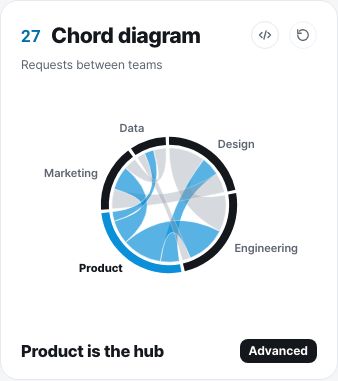 27 Chord diagram
Requests between teams
Data
Design
Marketing
Engineering
Product
Product is the hub
Advanced